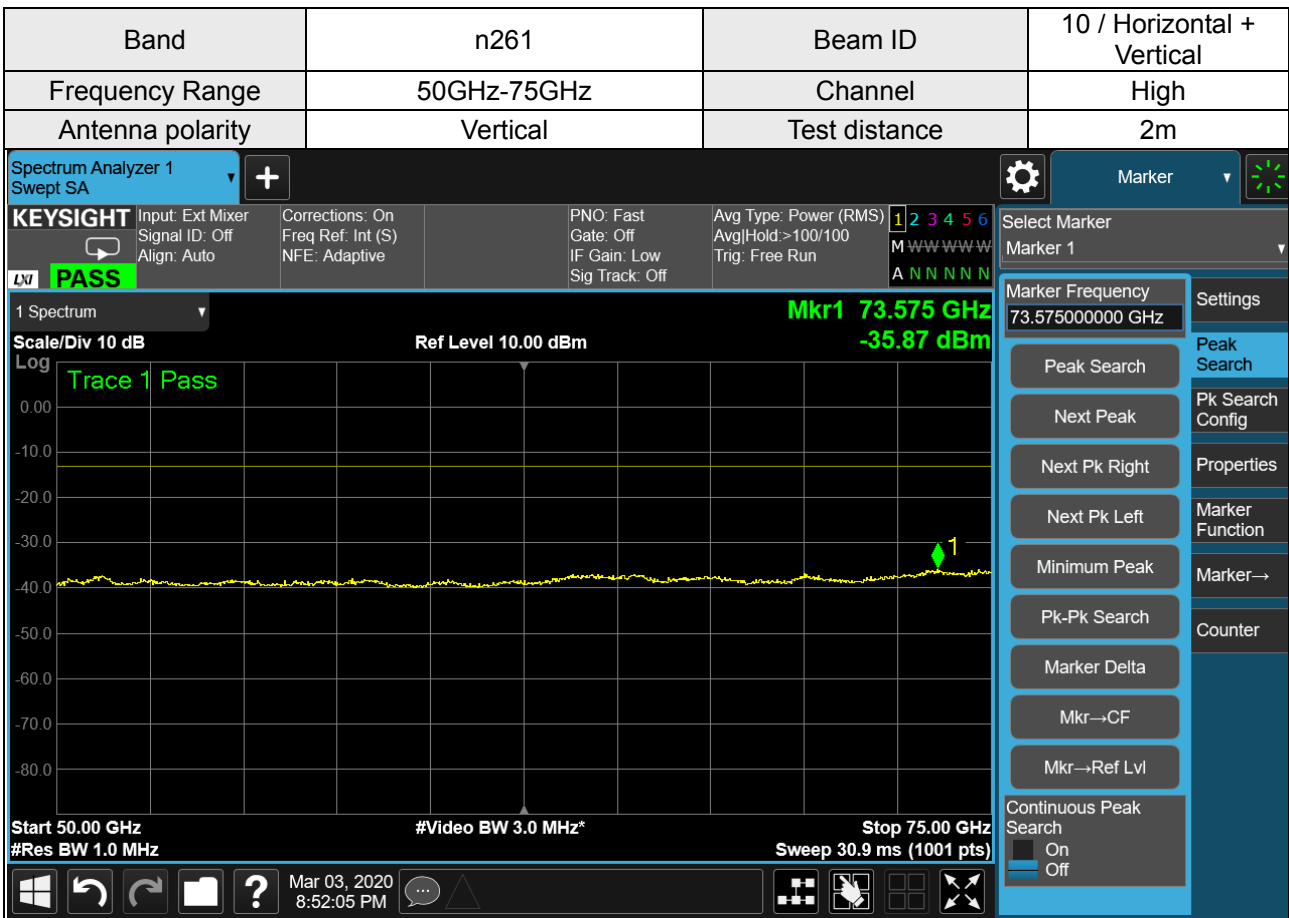 Band n261 Beam ID 10 / Horizontal +
Vertical
Frequency Range 50GHz-75GHz Channel High
Antenna polarity Vertical Test distance 2m
Spectrum Analyzer 1
Swept SA
+
Marker
KEYSIGHT
LXI
PASS
Input: Ext Mixer
Signal ID: Off
Align: Auto
Corrections: On
Freq Ref: Int (S)
NFE: Adaptive
PNO: Fast
Gate: Off
IF Gain: Low
Sig Track: Off
Avg Type: Power (RMS)
Avg|Hold:>100/100
Trig: Free Run
1 2 3 4 5 6
M W W W W W
A N N N N N
Select Marker
Marker 1
1 Spectrum
Mkr1 73.575 GHz
-35.87 dBm
Scale/Div 10 dB
Ref Level 10.00 dBm
Log
Trace 1 Pass
0.00
-10.0
-20.0
-30.0
1
-40.0
-50.0
-60.0
-70.0
-80.0
Start 50.00 GHz
#Video BW 3.0 MHz*
Stop 75.00 GHz
#Res BW 1.0 MHz
Sweep 30.9 ms (1001 pts)
Marker Frequency
73.575000000 GHz
Peak Search
Next Peak
Next Pk Right
Next Pk Left
Minimum Peak
Pk-Pk Search
Marker Delta
Mkr→CF
Mkr→Ref Lvl
Continuous Peak
Search
On
Off
Settings
Peak
Search
Pk Search
Config
Properties
Marker
Function
Marker→
Counter
?
Mar 03, 2020
8:52:05 PM